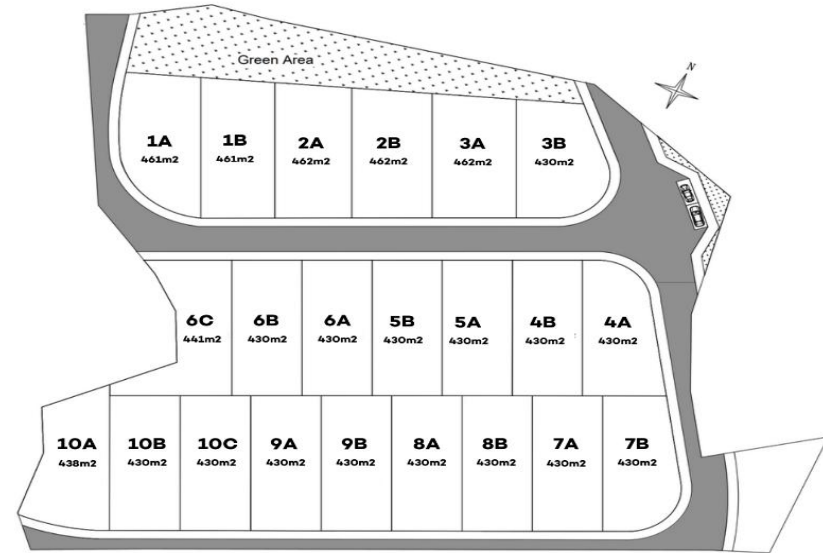 Green Area
N
1A
461m2
1B
461m2
2A
462m2
2B
462m2
3A
462m2
3B
430m2
6C
441m2
6B
430m2
6A
430m2
5B
430m2
5A
430m2
4B
430m2
4A
430m2
10A
438m2
10B
430m2
10C
430m2
9A
430m2
9B
430m2
8A
430m2
8B
430m2
7A
430m2
7B
430m2